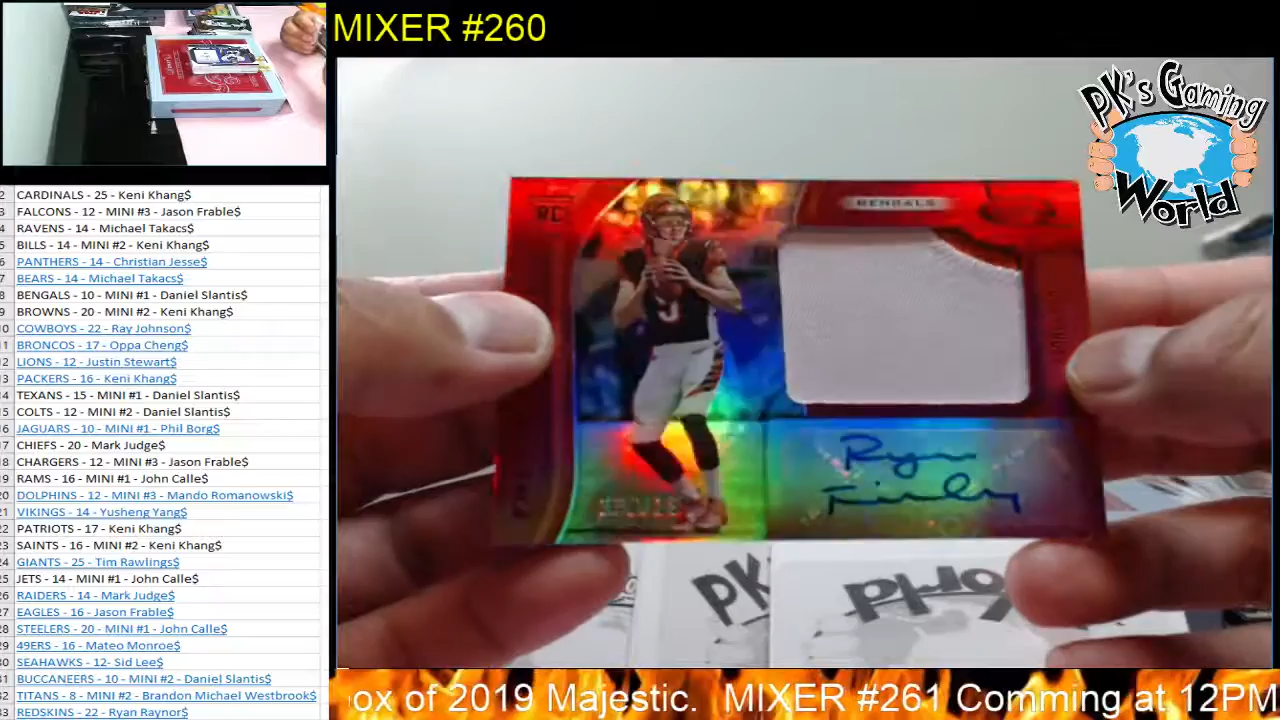 MIXER #260
PK's Gaming
World
2 CARDINALS - 25 - Keni Khang$
3 FALCONS - 12 - MINI #3 - Jason Frable$
4 RAVENS - 14 - Michael Takacs$
5 BILLS - 14 - MINI #2 - Keni Khang$
6 PANTHERS - 14 - Christian Jesse$
7 BEARS - 14 - Michael Takacs$
8 BENGALS - 10 - MINI #1 - Daniel Slantis$
9 BROWNS - 20 - MINI #2 - Keni Khang$
10 COWBOYS - 22 - Ray Johnson$
11 BRONCOS - 17 - Oppa Cheng$
12 LIONS - 12 - Justin Stewart$
13 PACKERS - 16 - Keni Khang$
14 TEXANS - 15 - MINI #1 - Daniel Slantis$
15 COLTS - 12 - MINI #2 - Daniel Slantis$
16 JAGUARS - 10 - MINI #1 - Phil Borg$
17 CHIEFS - 20 - Mark Judge$
18 CHARGERS - 12 - MINI #3 - Jason Frable$
19 RAMS - 16 - MINI #1 - John Calle$
20 DOLPHINS - 12 - MINI #3 - Mando Romanowski$
21 VIKINGS - 14 - Yusheng Yang$
22 PATRIOTS - 17 - Keni Khang$
23 SAINTS - 16 - MINI #2 - Keni Khang$
24 GIANTS - 25 - Tim Rawlings$
25 JETS - 14 - MINI #1 - John Calle$
26 RAIDERS - 14 - Mark Judge$
27 EAGLES - 16 - Jason Frable$
28 STEELERS - 20 - MINI #1 - John Calle$
29 49ERS - 16 - Mateo Monroe$
30 SEAHAWKS - 12- Sid Lee$
31 BUCCANEERS - 10 - MINI #2 - Daniel Slantis$
32 TITANS - 8 - MINI #2 - Brandon Michael Westbrook$
33 REDSKINS - 22 - Ryan Raynor$
RC
BENGALS
Ryan
Finley
PK
ox of 2019 Majestic. MIXER #261 Comming at 12PM